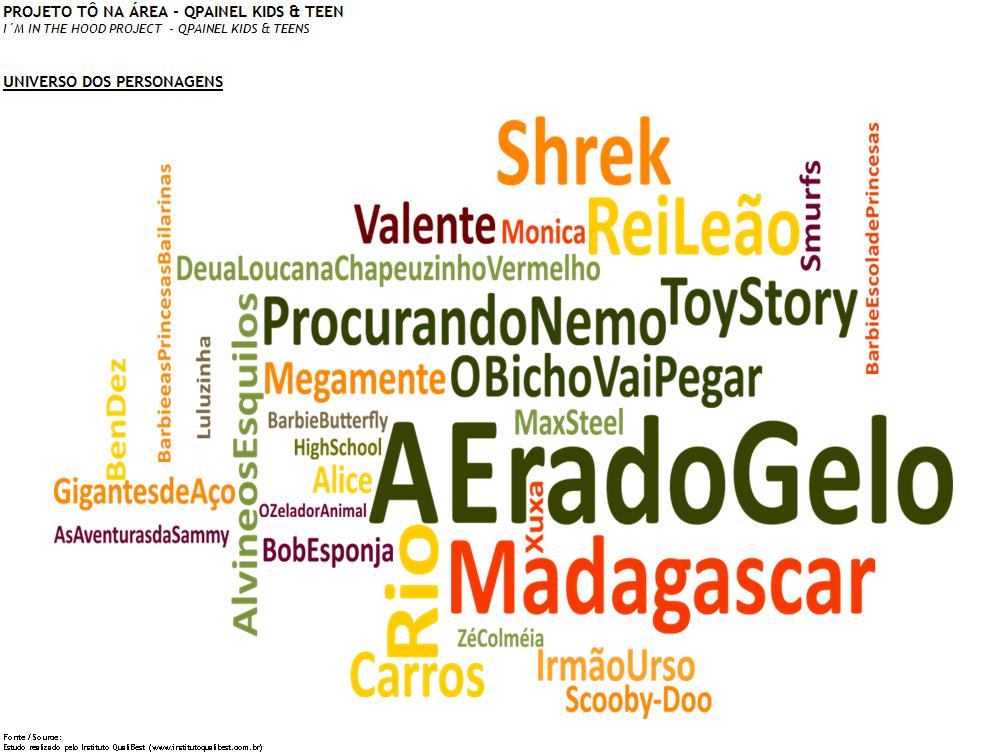 PROJETO TÔ NA ÁREA - QPAINEL KIDS & TEEN
I´M IN THE HOOD PROJECT - QPAINEL KIDS & TEENS
UNIVERSO DOS PERSONAGENS
Shrek
Valente
Monica
ReiLeão
Smurfs
BarbieEscoladePrincesas
BarbieeasPrincesasBailarinas
DeuaLoucanaChapeuzinhoVermelho
ProcurandoNemo
ToyStory
AlvineosEsquilos
Luluzinha
BenDez
Megamente
OBichoVaiPegar
BarbieButterfly
MaxSteel
HighSchool
AEradoGelo
Alice
GigantesdeAço
OZeladorAnimal
Xuxa
AsAventurasdaSammy
BobEsponja
Rio
Madagascar
ZéColméia
Carros
IrmãoUrso
Scooby-Doo
Fonte / Source:
Estudo realizado pelo Instituto QualiBest (www.institutoqualibest.com.br)